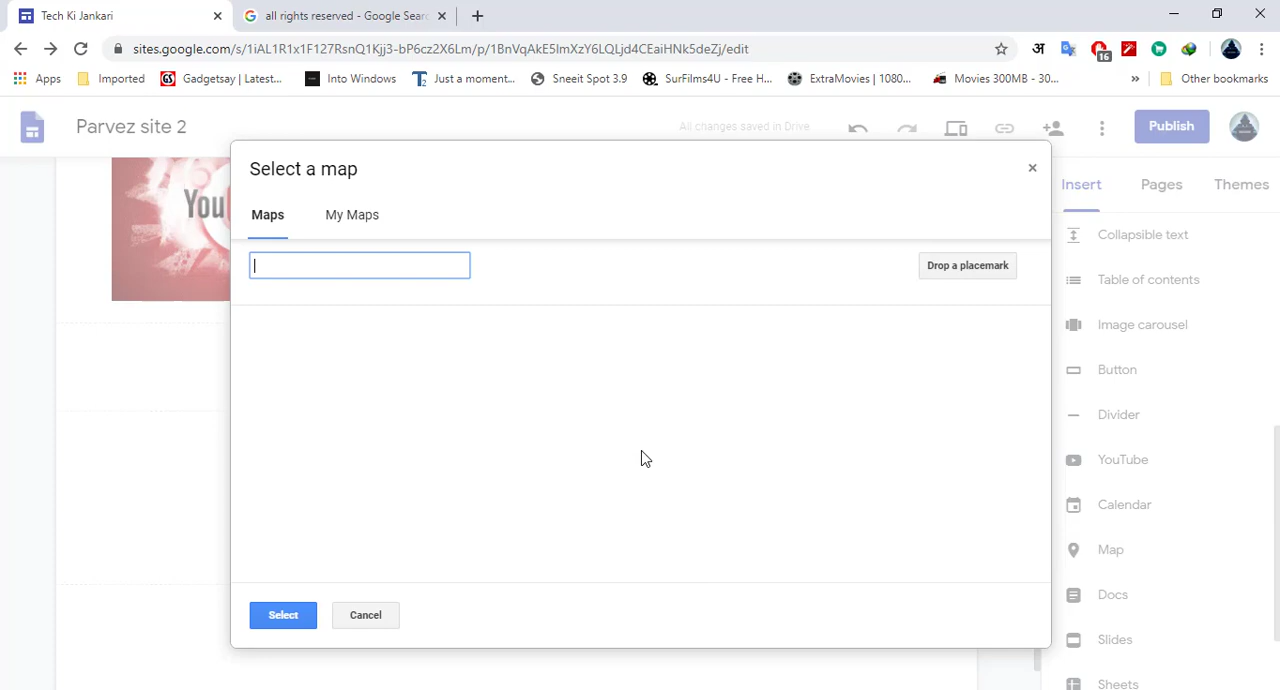 Tech Ki Jankari
all rights reserved - Google Sear
sites.google.com/s/1iAL1R1x1F127RsnQ1Kjj3-bP6cz2X6Lm/p/1BnVqAkE5lmXzY6LQLjd4CEaiHNk5deZj/edit
अ
16
Apps Imported Gadgetsay | Latest... Into Windows Just a moment... Sneeit Spot 3.9 SurFilms4U - Free H... ExtraMovies | 1080... Movies 300MB - 30... » Other bookmarks
Parvez site 2 All changes saved in Drive Publish
Select a map
Insert Pages Themes
Maps My Maps
Drop a placemark
You
Collapsible text
Table of contents
Image carousel
Button
Divider
YouTube
Calendar
Map
Docs
Slides
Sheets
Select Cancel